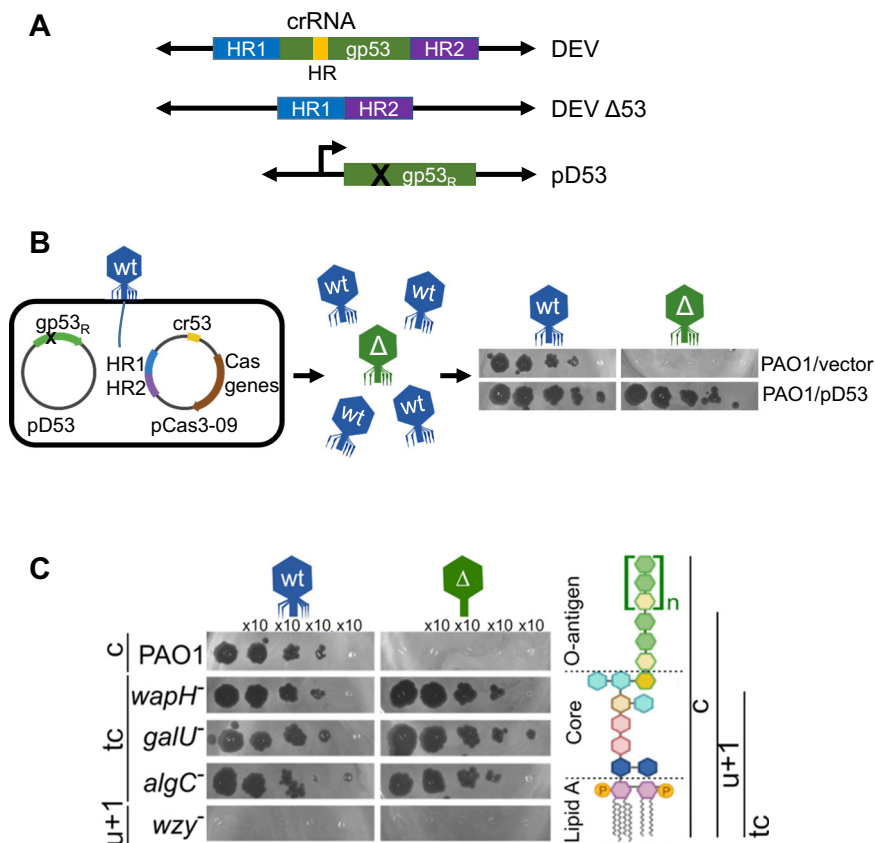 A
crRNA
HR1 gp53 HR2 DEV
HR
HR1 HR2 DEV Δ53
X gp53R pD53
B
wt
wt wt
wt Δ
gp53R cr53
X
HR1 Cas
HR2 genes
pD53 pCas3-09
Δ
wt wt
PAO1/vector
PAO1/pD53
C
wt Δ
x10 x10 x10 x10 x10 x10 x10 x10
c PAO1
tc wapH-
galU-
algC-
u+1 wzy-
n
O-antigen
Core
Lipid A
P P
c
u+1
tc